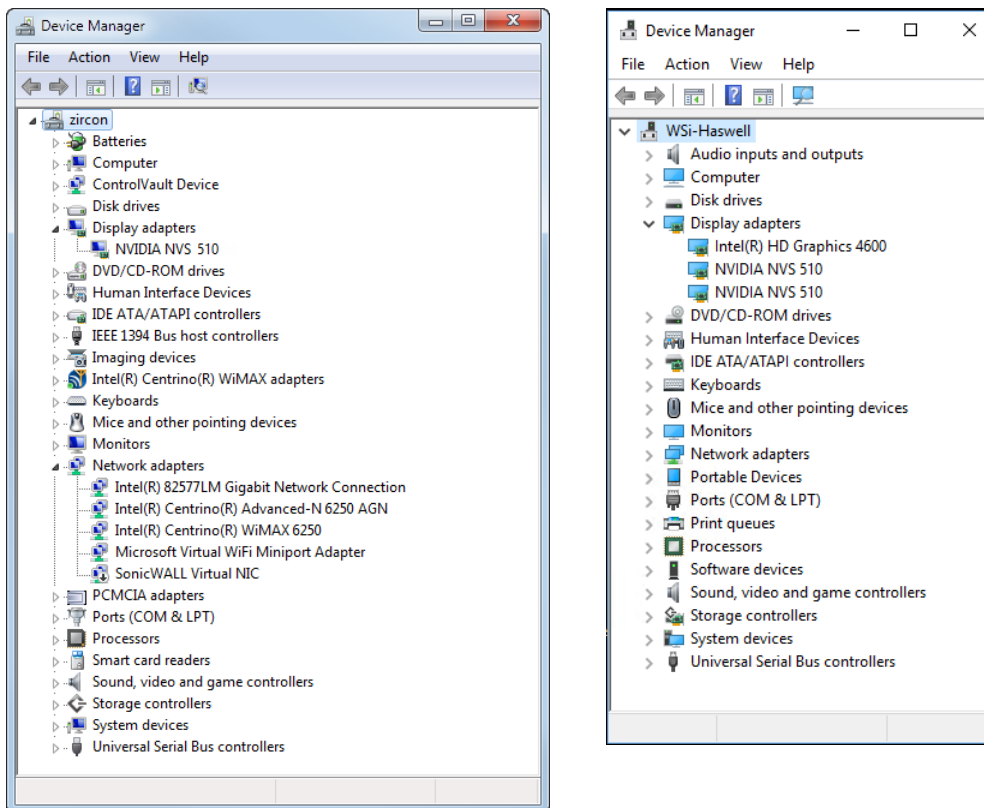 Device Manager
File Action View Help
zircon
Batteries
Computer
ControlVault Device
Disk drives
Display adapters
NVIDIA NVS 510
DVD/CD-ROM drives
Human Interface Devices
IDE ATA/ATAPI controllers
IEEE 1394 Bus host controllers
Imaging devices
Intel(R) Centrino(R) WiMAX adapters
Keyboards
Mice and other pointing devices
Monitors
Network adapters
Intel(R) 82577LM Gigabit Network Connection
Intel(R) Centrino(R) Advanced-N 6250 AGN
Intel(R) Centrino(R) WiMAX 6250
Microsoft Virtual WiFi Miniport Adapter
SonicWALL Virtual NIC
PCMCIA adapters
Ports (COM & LPT)
Processors
Smart card readers
Sound, video and game controllers
Storage controllers
System devices
Universal Serial Bus controllers
Device Manager
File Action View Help
WSi-Haswell
Audio inputs and outputs
Computer
Disk drives
Display adapters
Intel(R) HD Graphics 4600
NVIDIA NVS 510
NVIDIA NVS 510
DVD/CD-ROM drives
Human Interface Devices
IDE ATA/ATAPI controllers
Keyboards
Mice and other pointing devices
Monitors
Network adapters
Portable Devices
Ports (COM & LPT)
Print queues
Processors
Software devices
Sound, video and game controllers
Storage controllers
System devices
Universal Serial Bus controllers